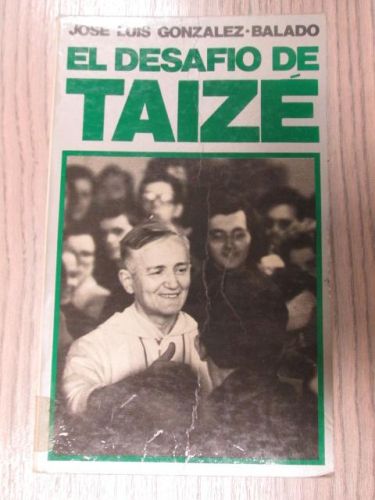 JOSE LUIS GONZALEZ-BALADO
EL DESAFIO DE
TAIZÉ